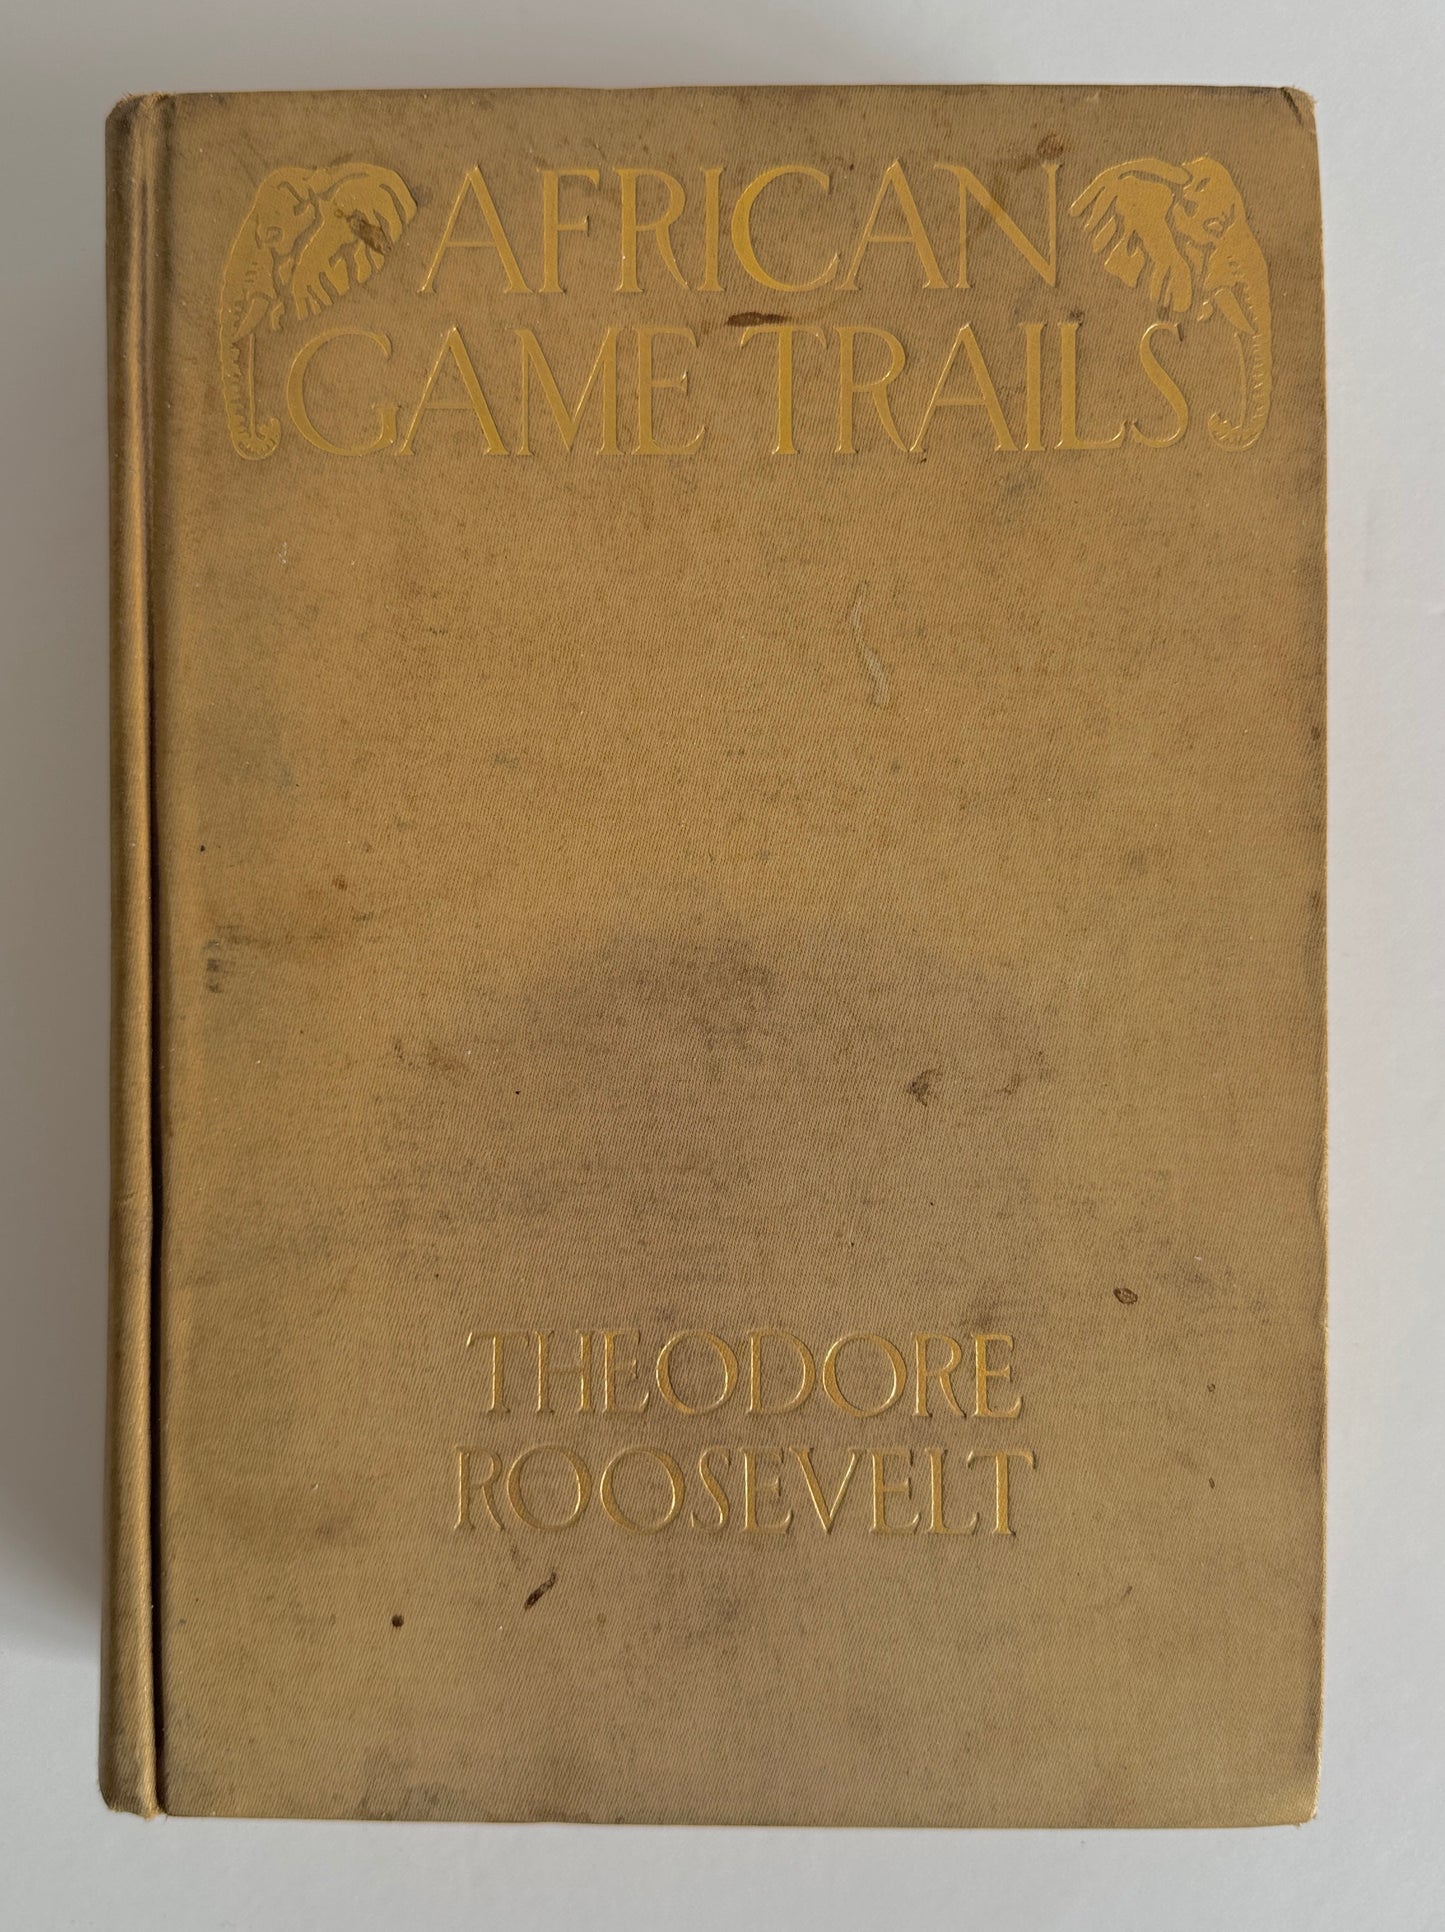 AFRICAN
GAME TRAILS
THEODORE
ROOSEVELT